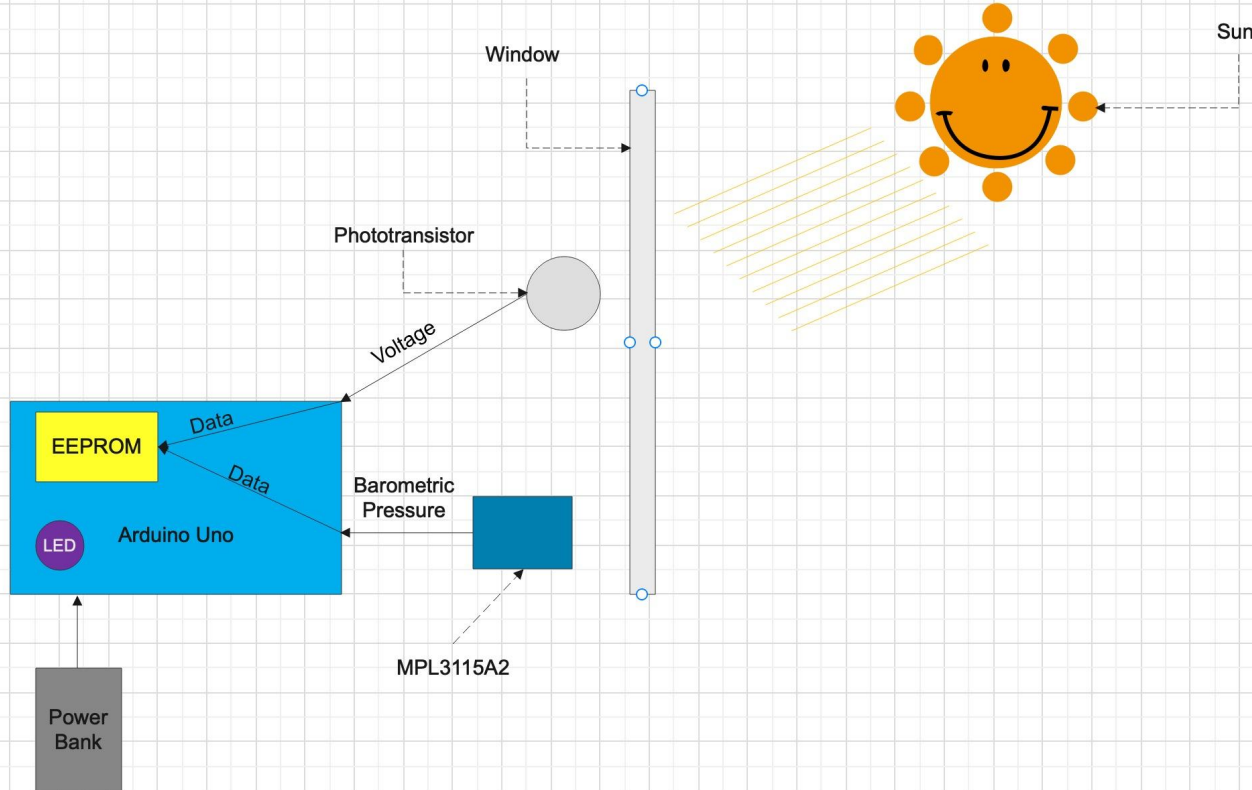 Sun
Window
Phototransistor
Voltage
Data
EEPROM
Data
Barometric
Pressure
Arduino Uno
LED
MPL3115A2
Power
Bank